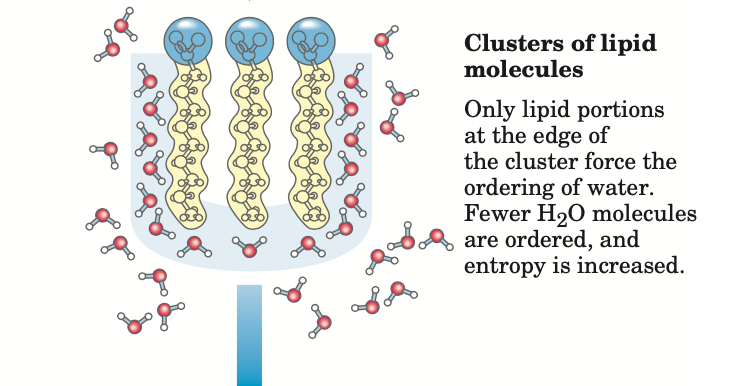 Clusters of lipid
molecules
Only lipid portions
at the edge of
the cluster force the
ordering of water.
Fewer H₂O molecules
are ordered, and
entropy is increased.